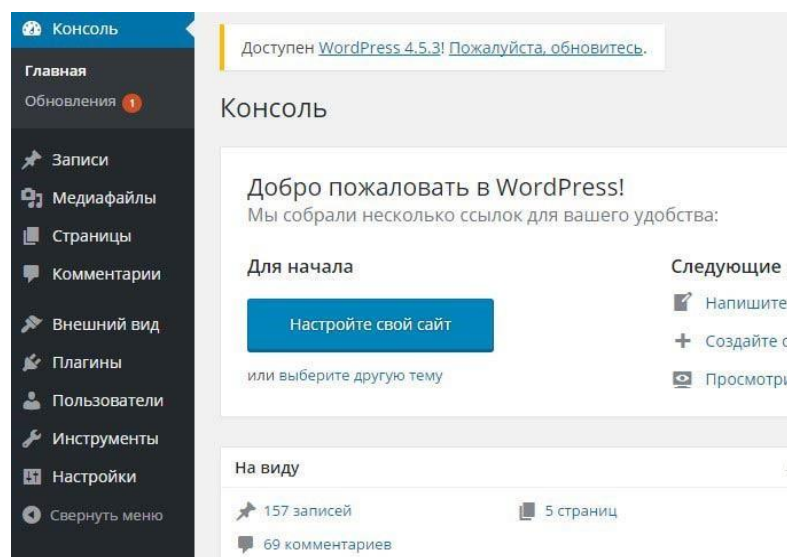 Консоль
Главная
Обновления 1
Записи
Медиафайлы
Страницы
Комментарии
Внешний вид
Плагины
Пользователи
Инструменты
Настройки
Свернуть меню
Доступен WordPress 4.5.3! Пожалуйста, обновитесь.
Консоль
Добро пожаловать в WordPress!
Мы собрали несколько ссылок для вашего удобства:
Для начала
Настройте свой сайт
или выберите другую тему
Следующие
Напишите
Создайте
Просмотри
На виду
157 записей
5 страниц
69 комментариев